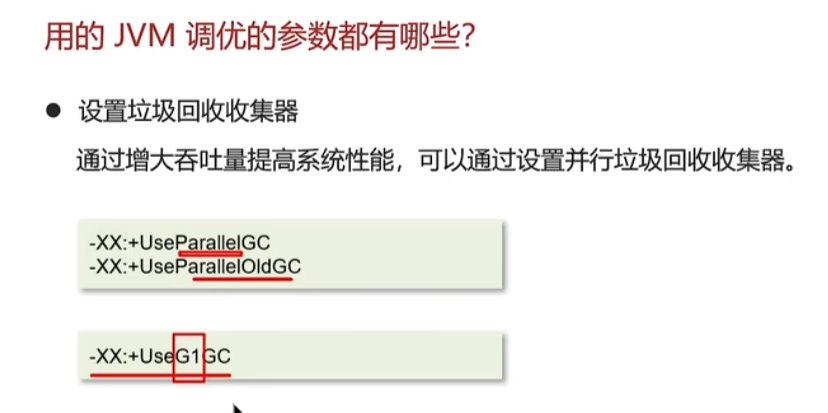 用的 JVM 调优的参数都有哪些?
● 设置垃圾回收收集器
通过增大吞吐量提高系统性能，可以通过设置并行垃圾回收收集器。
-XX:+UseParallelGC
-XX:+UseParallelOldGC
-XX:+UseG1GC